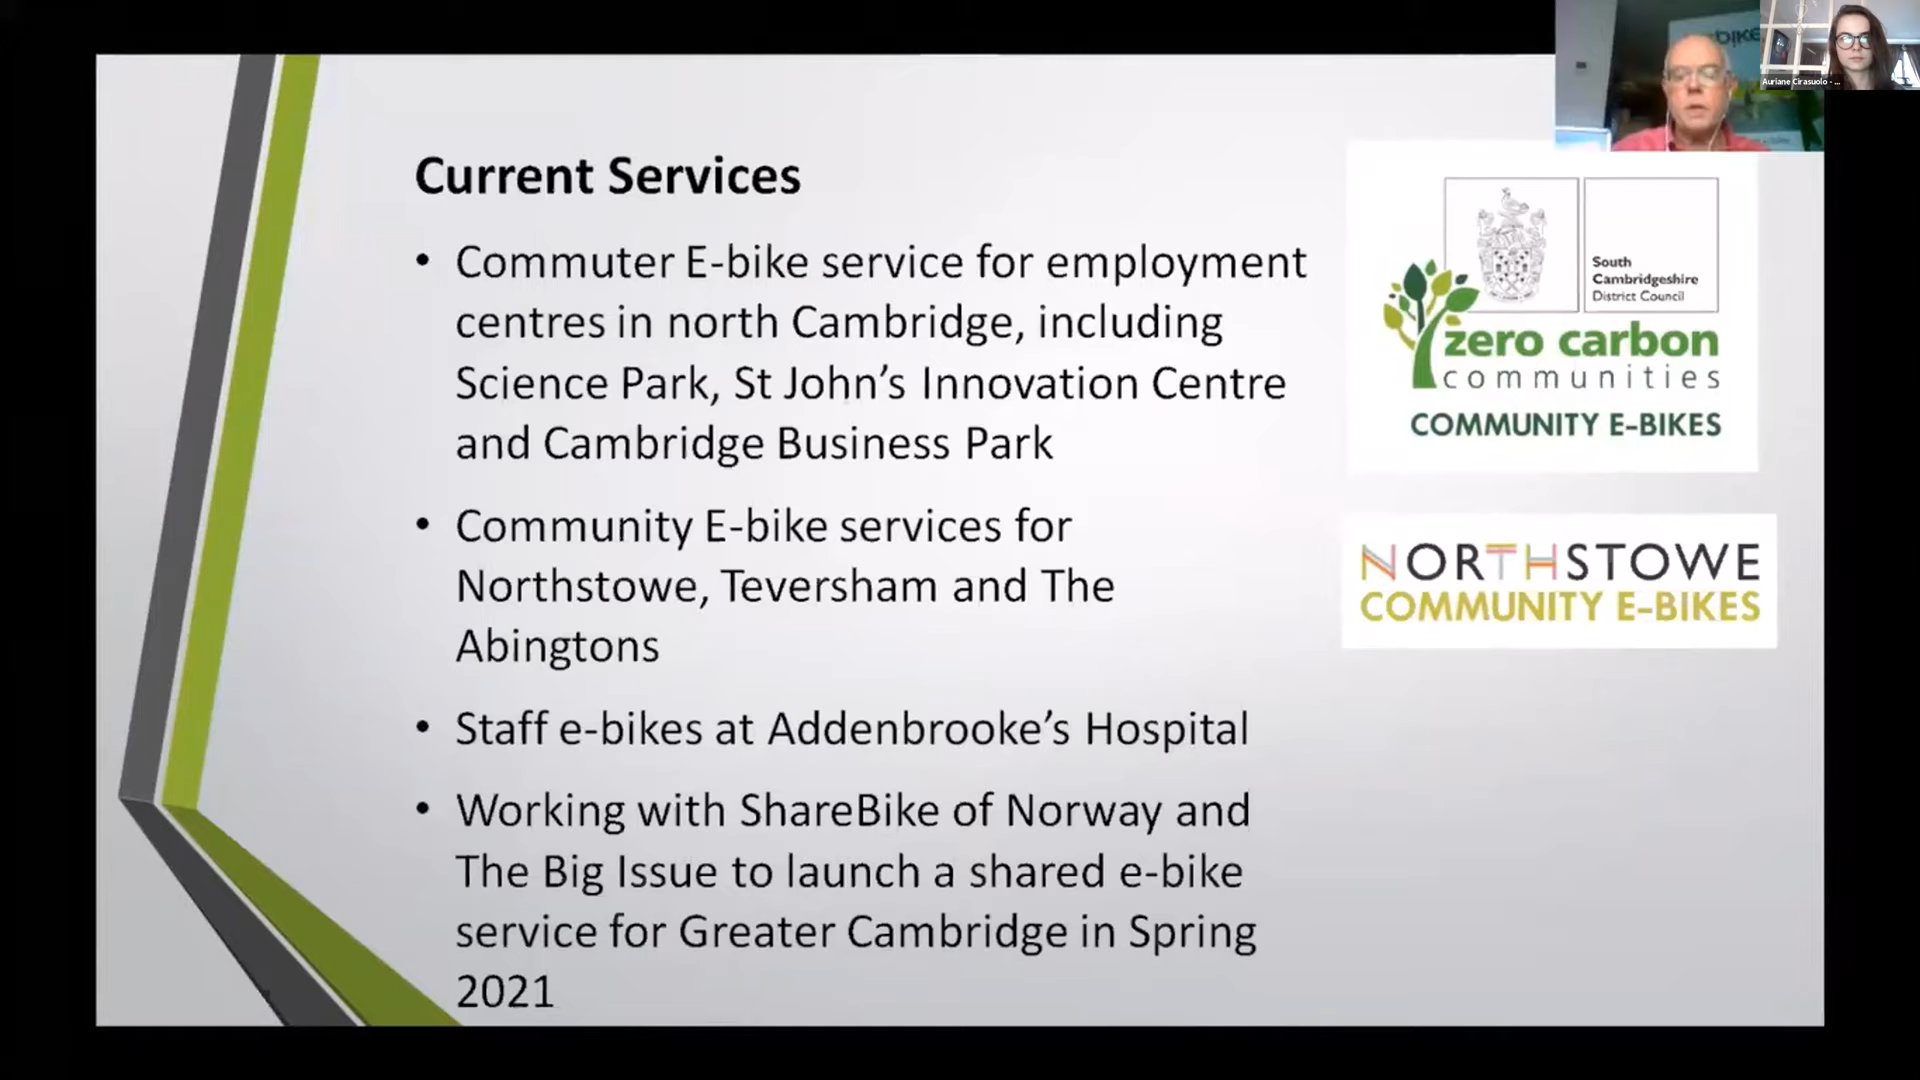 bike
Auriane Cirasuolo - ...
Current Services
• Commuter E-bike service for employment
centres in north Cambridge, including
Science Park, St John’s Innovation Centre
and Cambridge Business Park
• Community E-bike services for
Northstowe, Teversham and The
Abingtons
• Staff e-bikes at Addenbrooke’s Hospital
• Working with ShareBike of Norway and
The Big Issue to launch a shared e-bike
service for Greater Cambridge in Spring
2021
South
Cambridgeshire
District Council
zero carbon
communities
COMMUNITY E-BIKES
NORTHSTOWE
COMMUNITY E-BIKES